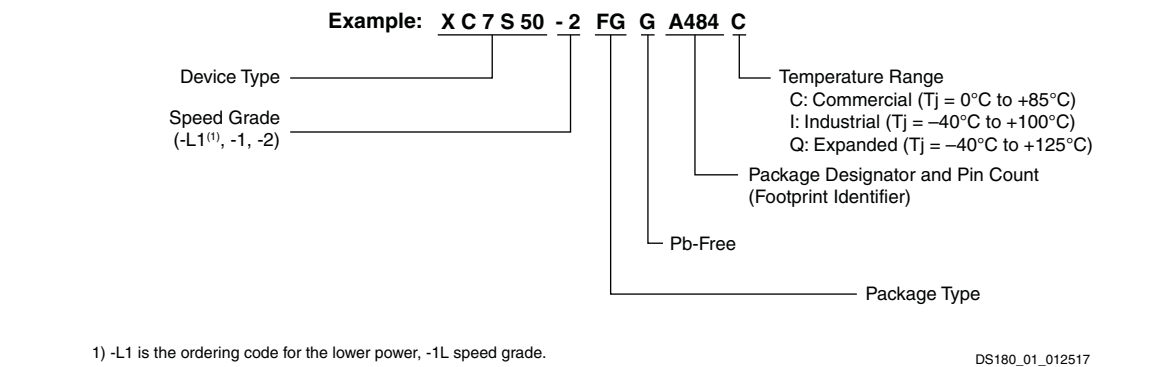 Example: X C 7 S 50 - 2 FG G A484 C
Device Type
Temperature Range
C: Commercial (Tj = 0°C to +85°C)
I: Industrial (Tj = –40°C to +100°C)
Q: Expanded (Tj = –40°C to +125°C)
Speed Grade
(-L1(1), -1, -2)
Package Designator and Pin Count
(Footprint Identifier)
Pb-Free
Package Type
1) -L1 is the ordering code for the lower power, -1L speed grade.
DS180_01_012517